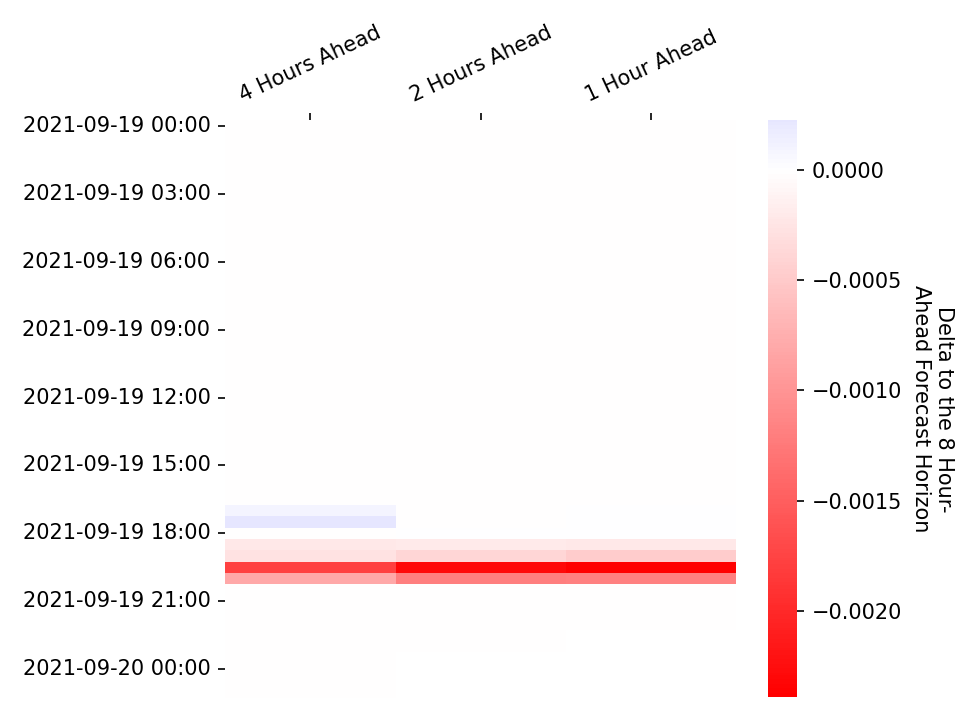 4 Hours Ahead
2 Hours Ahead
1 Hour Ahead
2021-09-19 00:00
2021-09-19 03:00
2021-09-19 06:00
2021-09-19 09:00
2021-09-19 12:00
2021-09-19 15:00
2021-09-19 18:00
2021-09-19 21:00
2021-09-20 00:00
0.0000
−0.0005
−0.0010
−0.0015
−0.0020
Delta to the 8 Hour-
Ahead Forecast Horizon